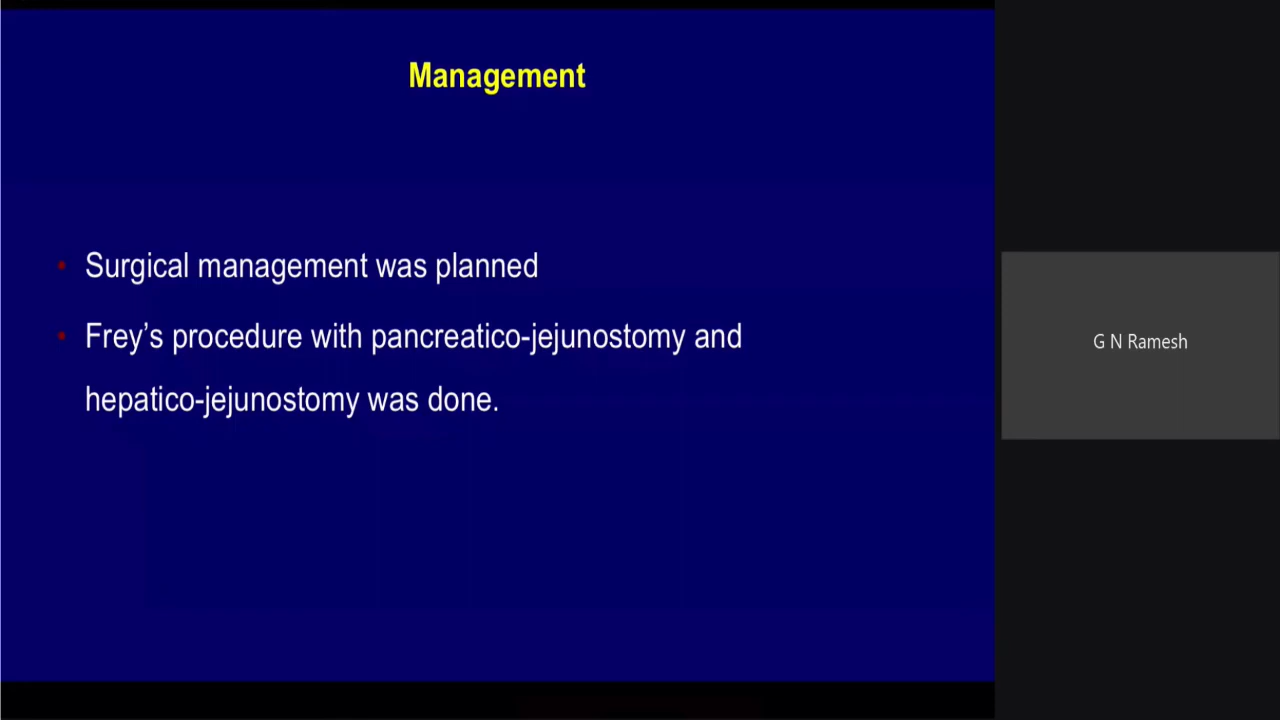 Management
• Surgical management was planned
• Frey’s procedure with pancreatico-jejunostomy and
hepatico-jejunostomy was done.
G N Ramesh